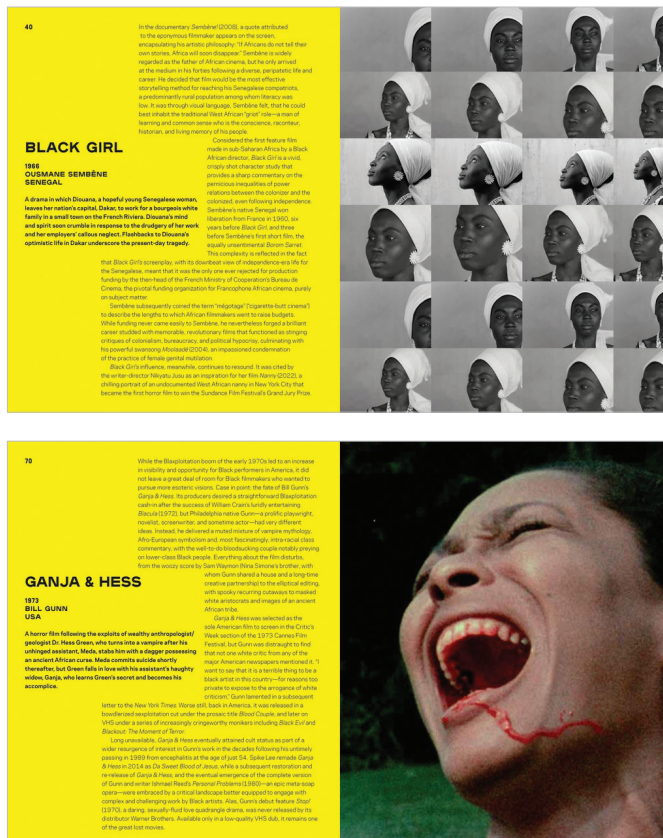 40
In the documentary Sembène! (2008), a quote attributed
to the eponymous filmmaker appears on the screen,
encapsulating his artistic philosophy: "If Africans do not tell their
own stories, Africa will soon disappear." Sembène is widely
regarded as the father of African cinema, but he only arrived
at the medium in his forties following a diverse, peripatetic life and
career. He decided that film would be the most effective
storytelling method for reaching his Senegalese compatriots,
a predominantly rural population among whom literacy was
low. It was through visual language, Sembène felt, that he could
best inhabit the traditional West African "griot" role—a man of
learning and common sense who is the conscience, raconteur,
historian, and living memory of his people.
BLACK GIRL
1966
OUSMANE SEMBÈNE
SENEGAL
A drama in which Diouana, a hopeful young Senegalese woman,
leaves her nation's capital, Dakar, to work for a bourgeois white
family in a small town on the French Riviera. Diouana's mind
and spirit soon crumble in response to the drudgery of her work
and her employers' callous neglect. Flashbacks to Diouana's
optimistic life in Dakar underscore the present-day tragedy.
Considered the first feature film
made in sub-Saharan Africa by a Black
African director, Black Girl is a vivid,
crisply shot character study that
provides a sharp commentary on the
pernicious inequalities of power
relations between the colonizer and the
colonized, even following independence.
Sembène's native Senegal won
liberation from France in 1960, six
years before Black Girl, and three
before Sembène's first short film, the
equally unsentimental Borom Sarret.
This complexity is reflected in the fact
that Black Girl's screenplay, with its downbeat view of independence-era life for
the Senegalese, meant that it was the only one ever rejected for production
funding by the then-head of the French Ministry of Cooperation's Bureau de
Cinema, the pivotal funding organization for Francophone African cinema, purely
on subject matter.
Sembène subsequently coined the term "mégotage" ("cigarette-butt cinema")
to describe the lengths to which African filmmakers went to raise budgets.
While funding never came easily to Sembène, he nevertheless forged a brilliant
career studded with memorable, revolutionary films that functioned as stinging
critiques of colonialism, bureaucracy, and political hypocrisy, culminating with
his powerful swansong Moolaadé (2004), an impassioned condemnation
of the practice of female genital mutilation.
Black Girl's influence, meanwhile, continues to resound. It was cited by
the writer-director Nikyatu Jusu as an inspiration for her film Nanny (2022), a
chilling portrait of an undocumented West African nanny in New York City that
became the first horror film to win the Sundance Film Festival's Grand Jury Prize
70
While the Blaxploitation boom of the early 1970s led to an increase
in visibility and opportunity for Black performers in America, it did
not leave a great deal of room for Black filmmakers who wanted to
pursue more esoteric visions. Case in point: the fate of Bill Gunn's
Ganja & Hess. Its producers desired a straightforward Blaxploitation
cash-in after the success of William Crain's luridly entertaining
Blacula (1972), but Philadelphia native Gunn—a prolific playwright,
novelist, screenwriter, and sometime actor—had very different
ideas. Instead, he delivered a muted mixture of vampire mythology,
Afro-European symbolism and, most fascinatingly, intra-racial class
commentary, with the well-to-do bloodsucking couple notably preying
on lower-class Black people. Everything about the film disturbs,
from the woozy score by Sam Waymon (Nina Simone's brother, with
whom Gunn shared a house and a long-time
creative partnership) to the elliptical editing,
with spooky recurring cutaways to masked
white aristocrats and images of an ancient
African tribe.
GANJA & HESS
1973
BILL GUNN
USA
A horror film following the exploits of wealthy anthropologist/
geologist Dr. Hess Green, who turns into a vampire after his
unhinged assistant, Meda, stabs him with a dagger possessing
an ancient African curse. Meda commits suicide shortly
thereafter, but Green falls in love with his assistant's haughty
widow, Ganja, who learns Green's secret and becomes his
accomplice.
Ganja & Hess was selected as the
sole American film to screen in the Critic's
Week section of the 1973 Cannes Film
Festival, but Gunn was distraught to find
that not one white critic from any of the
major American newspapers mentioned it. "I
want to say that it is a terrible thing to be a
black artist in this country—for reasons too
private to expose to the arrogance of white
criticism," Gunn lamented in a subsequent
letter to the New York Times. Worse still, back in America, it was released in a
bowdlerized sexploitation cut under the prosaic title Blood Couple, and later on
VHS under a series of increasingly cringeworthy monikers including Black Evil and
Blackout: The Moment of Terror.
Long unavailable, Ganja & Hess eventually attained cult status as part of a
wider resurgence of interest in Gunn's work in the decades following his untimely
passing in 1989 from encephalitis at the age of just 54. Spike Lee remade Ganja
& Hess in 2014 as Da Sweet Blood of Jesus, while a subsequent restoration and
re-release of Ganja & Hess, and the eventual emergence of the complete version
of Gunn and writer Ishmael Reed's Personal Problems (1980)—an epic meta-soap
opera—were embraced by a critical landscape better equipped to engage with
complex and challenging work by Black artists. Alas, Gunn's debut feature Stop!
(1970), a daring, sexually-fluid love quadrangle drama, was never released by its
distributor Warner Brothers. Available only in a low-quality VHS dub, it remains one
of the great lost movies.